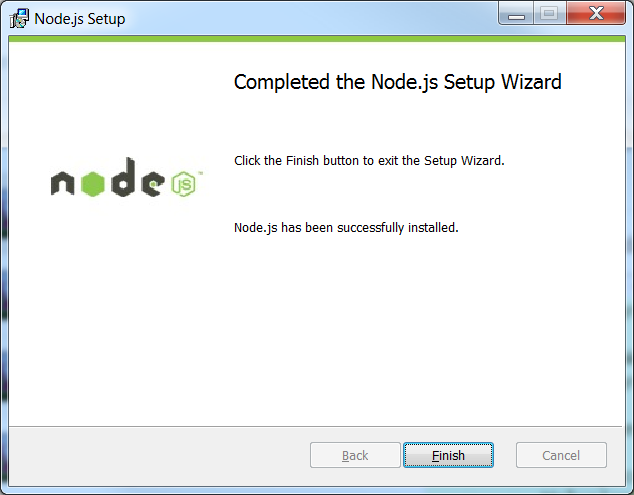 Node.js Setup
Completed the Node.js Setup Wizard
Click the Finish button to exit the Setup Wizard.
node JS™
Node.js has been successfully installed.
Back
Finish
Cancel